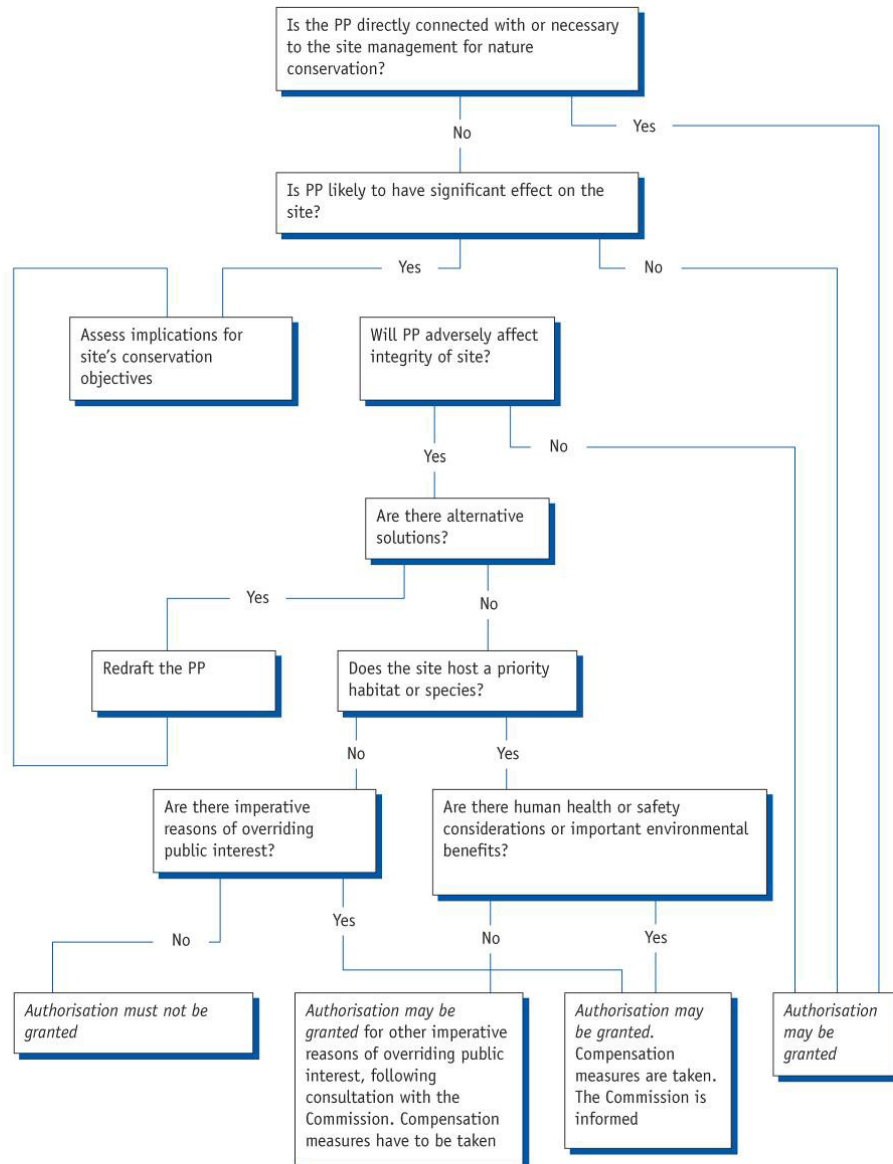 Is the PP directly connected with or necessary
to the site management for nature
conservation?
No
Yes
Is PP likely to have significant effect on the
site?
Yes
No
Assess implications for
site's conservation
objectives
Will PP adversely affect
integrity of site?
Yes
No
Are there alternative
solutions?
Yes
No
Redraft the PP
Does the site host a priority
habitat or species?
No
Yes
Are there imperative
reasons of overriding
public interest?
Are there human health or safety
considerations or important environmental
benefits?
No
Yes
No
Yes
Authorisation must not be
granted
Authorisation may be
granted for other imperative
reasons of overriding public
interest, following
consultation with the
Commission. Compensation
measures have to be taken
Authorisation may
be granted.
Compensation
measures are taken.
The Commission is
informed
Authorisation
may be
granted